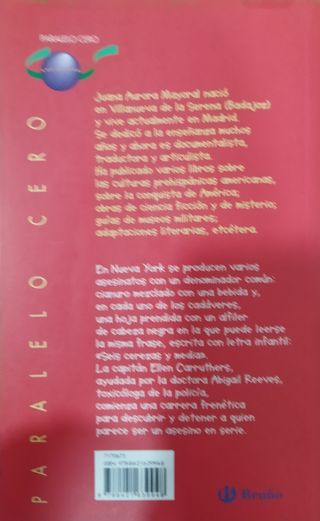 PARALELO CERO
Juana Aurora Mayoral nació
en Villanueva de la Serena (Badajoz)
y vive actualmente en Madrid.
Se dedicó a la enseñanza muchos
años y ahora es documentalista,
traductora y articulista.
Ha publicado varios libros sobre
las culturas prehispánicas americanas,
sobre la conquista de América;
obras de ciencia ficción y de misterio;
guías de museos militares;
adaptaciones literarias, etcétera.
En Nueva York se producen varios
asesinatos con un denominador común:
cianuro mezclado con una bebida y,
en cada uno de los cadáveres,
una hoja prendida con un alfiler
de cabeza negra en la que puede leerse
la misma frase, escrita con letra infantil:
«Seis cerezas y media».
La capitán Ellen Carruthers,
ayudada por la doctora Abigail Reeves,
toxicóloga de la policía,
comienza una carrera frenética
para descubrir y detener a quien
parece ser un asesino en serie.
PARALELO CERO
Bruño